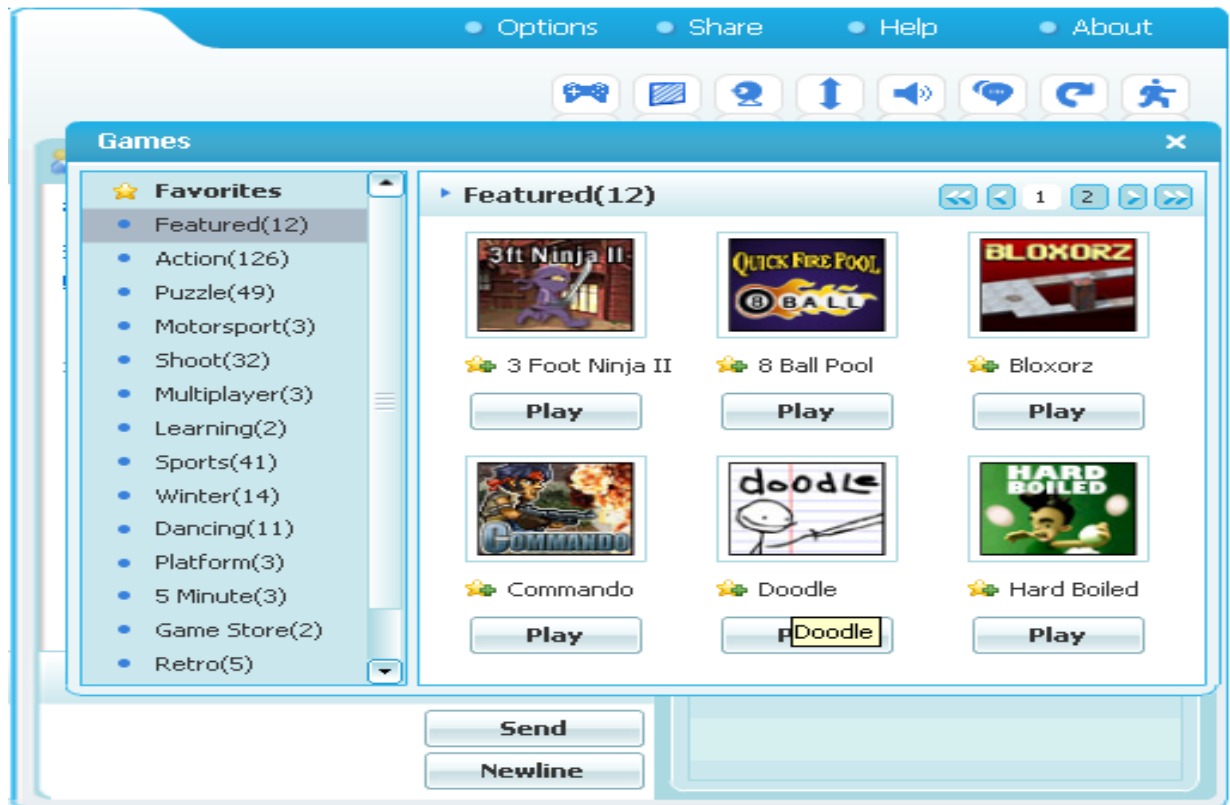 Options Share Help About
Games
Favorites
Featured(12)
Action(126)
Puzzle(49)
Motorsport(3)
Shoot(32)
Multiplayer(3)
Learning(2)
Sports(41)
Winter(14)
Dancing(11)
Platform(3)
5 Minute(3)
Game Store(2)
Retro(5)
Featured(12)
<< < 1 2 > >>
3ft Ninja II
QUICK FIRE POOL
8 BALL
BLOXORZ
3 Foot Ninja II 8 Ball Pool Bloxorz
Play Play Play
COMMANDO
doodle
HARD
BOILED
Commando Doodle Hard Boiled
Play P Play
Doodle
Send
Newline